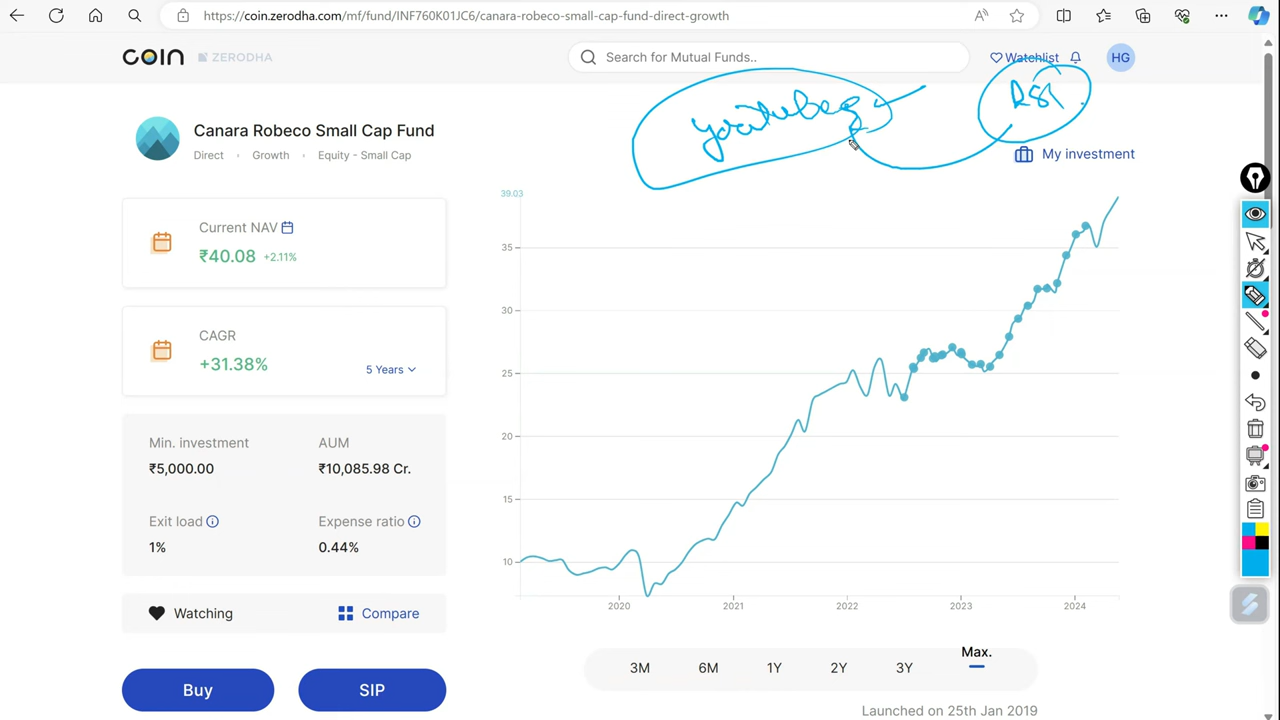 https://coin.zerodha.com/mf/fund/INF760K01JC6/canara-robeco-small-cap-fund-direct-growth
coin ZERODHA
Search for Mutual Funds..
Watchlist
HG
youtubeg
RSI
Canara Robeco Small Cap Fund
Direct Growth Equity - Small Cap
My investment
39.03
35
30
25
20
15
10
2020 2021 2022 2023 2024
Current NAV
₹40.08 +2.11%
CAGR
+31.38% 5 Years
Min. investment AUM
₹5,000.00 ₹10,085.98 Cr.
Exit load Expense ratio
1% 0.44%
Watching Compare
Buy SIP
3M 6M 1Y 2Y 3Y Max.
Launched on 25th Jan 2019